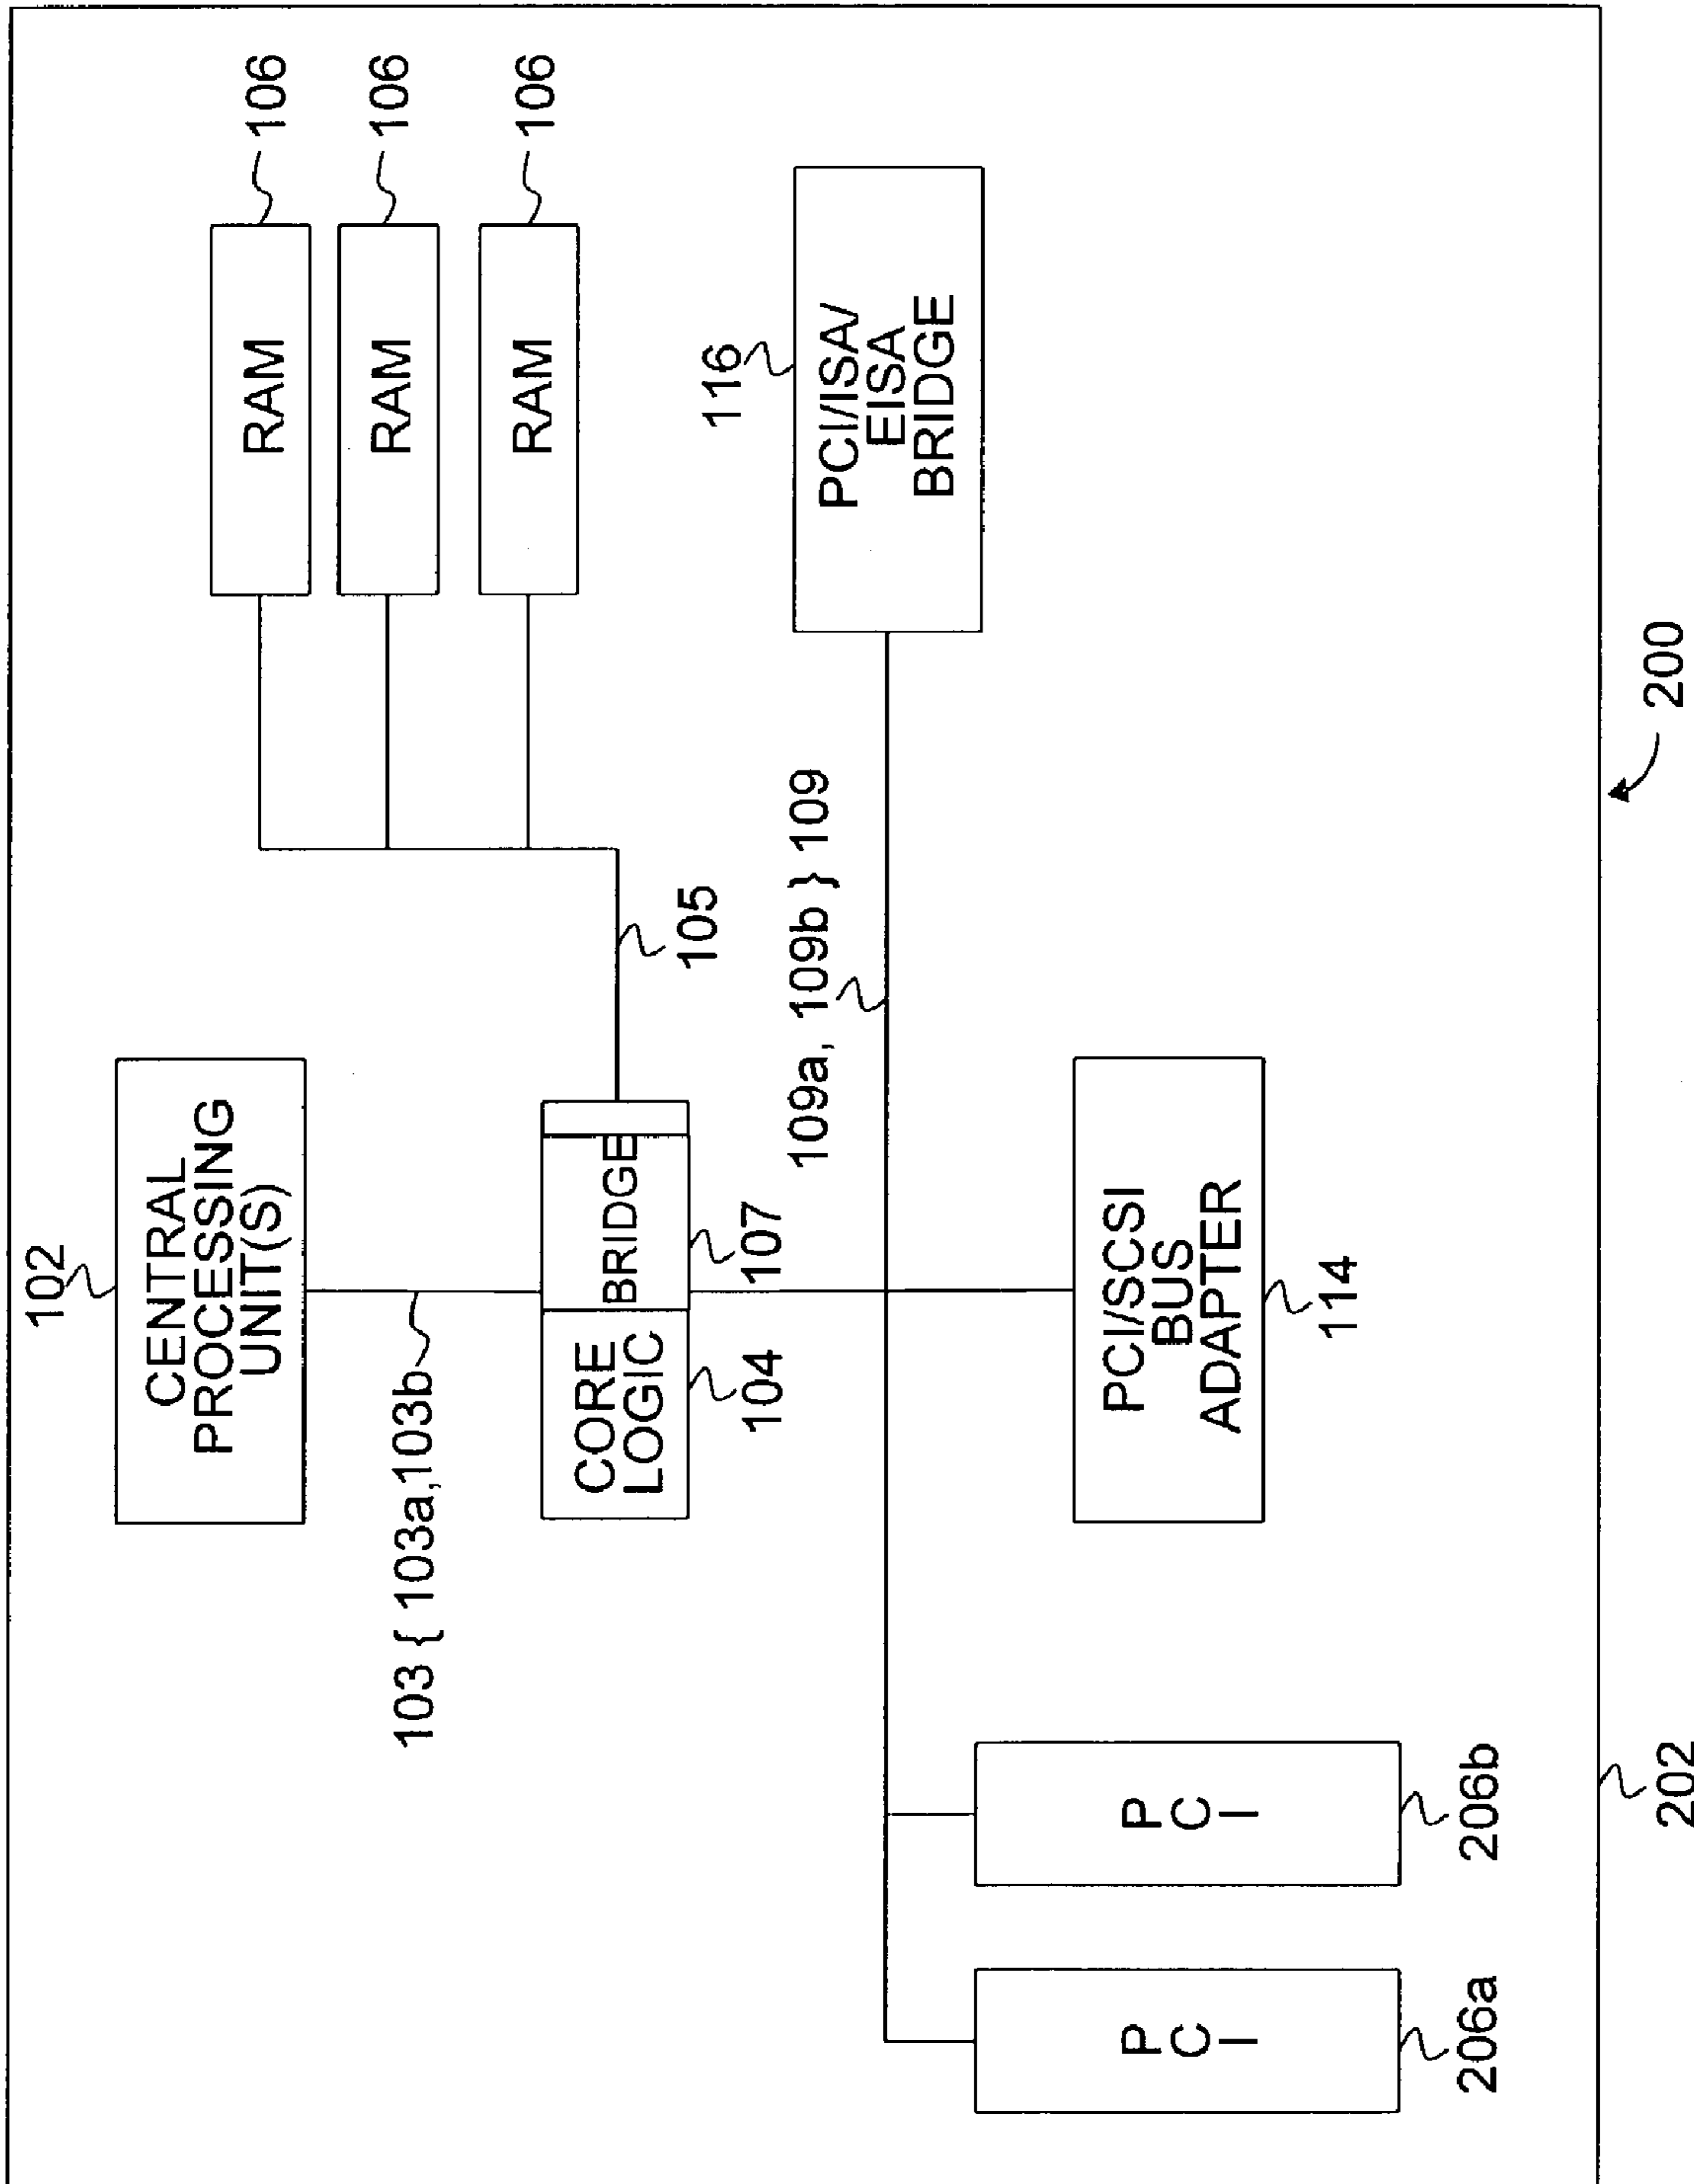 102
CENTRAL
PROCESSING
UNIT(S)
106
RAM
106
RAM
106
RAM
103 { 103a,103b
105
CORE
LOGIC
BRIDGE
104
107
116
PCI/ISA/
EISA
BRIDGE
109a, 109b } 109
PCI/SCSI
BUS
ADAPTER
114
P
C
I
206a
P
C
I
206b
202
200